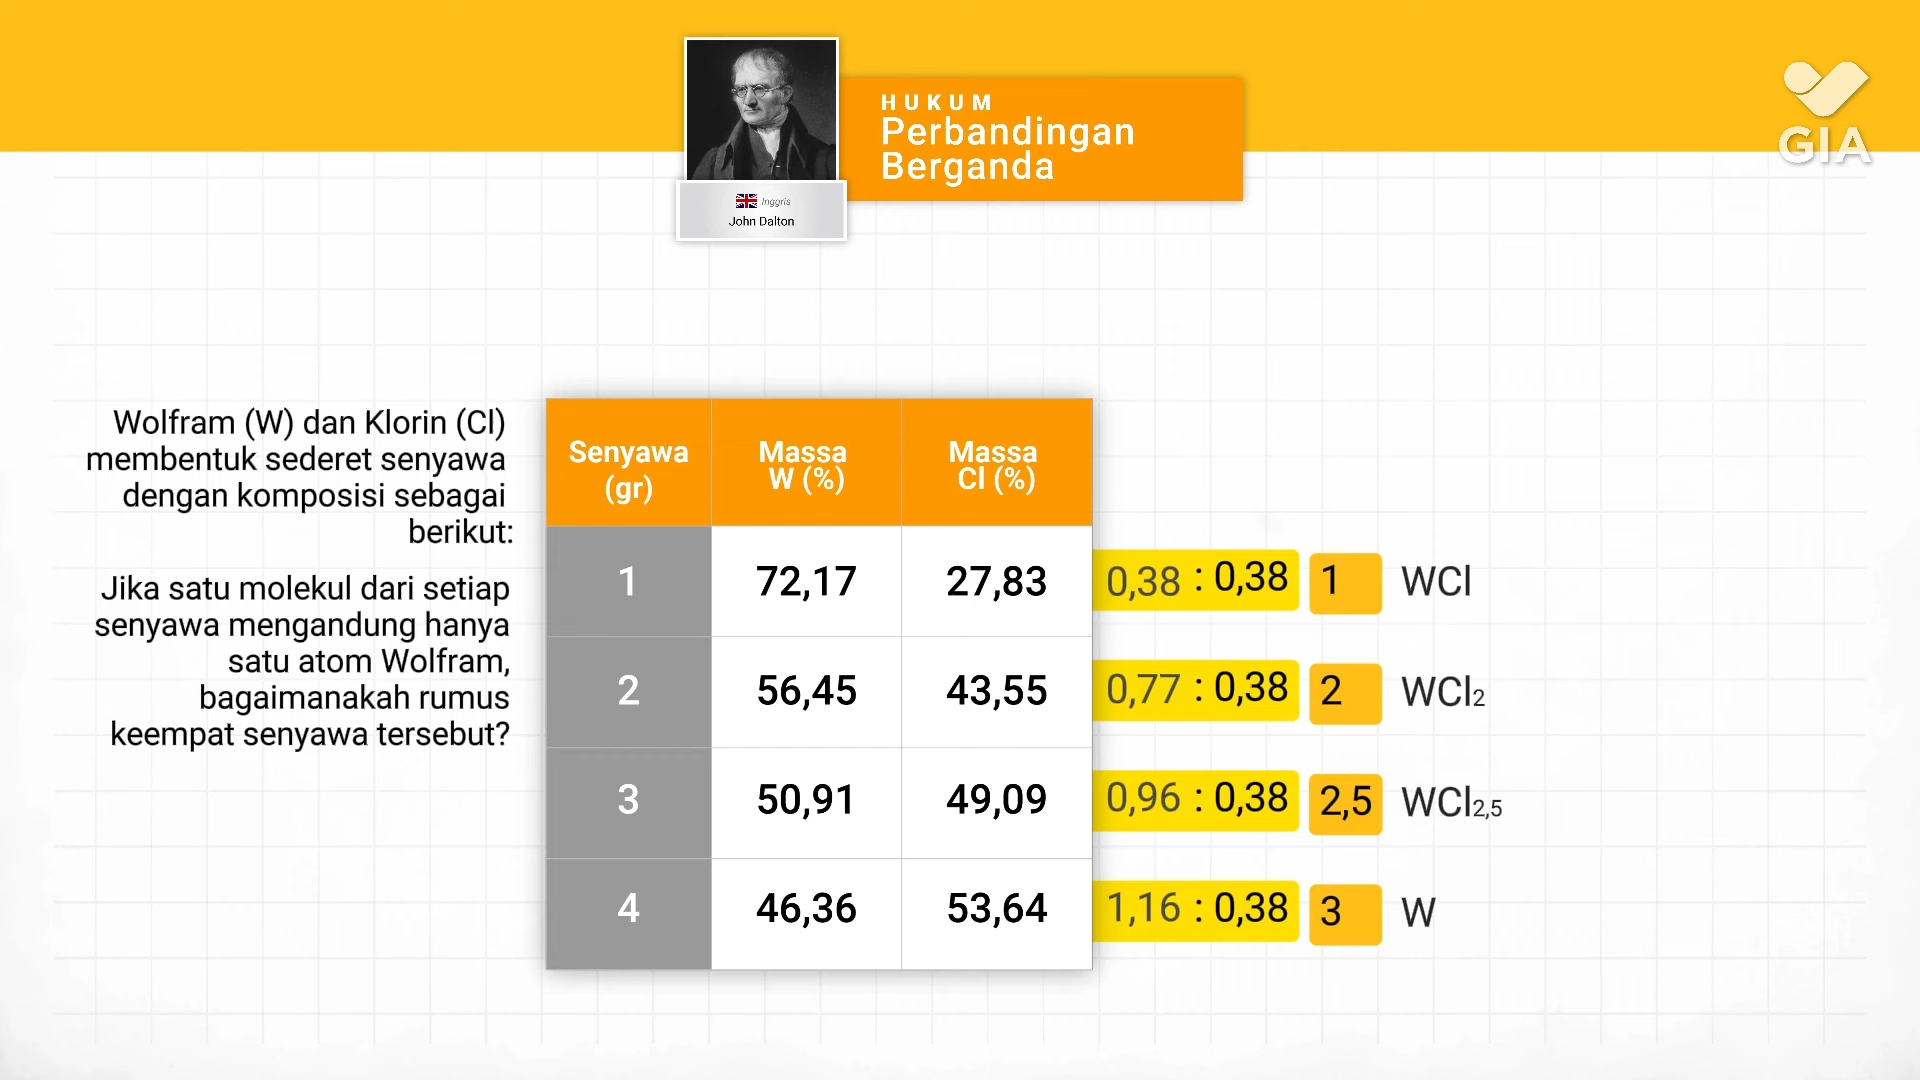 HUKUM
Perbandingan
Berganda
GIA
Inggris
John Dalton
Wolfram (W) dan Klorin (Cl)
membentuk sederet senyawa
dengan komposisi sebagai
berikut:
Jika satu molekul dari setiap
senyawa mengandung hanya
satu atom Wolfram,
bagaimanakah rumus
keempat senyawa tersebut?
Senyawa (gr) Massa W (%) Massa Cl (%)
1 72,17 27,83 0,38 : 0,38 1 WCl
2 56,45 43,55 0,77 : 0,38 2 WCl2
3 50,91 49,09 0,96 : 0,38 2,5 WCl2,5
4 46,36 53,64 1,16 : 0,38 3 W